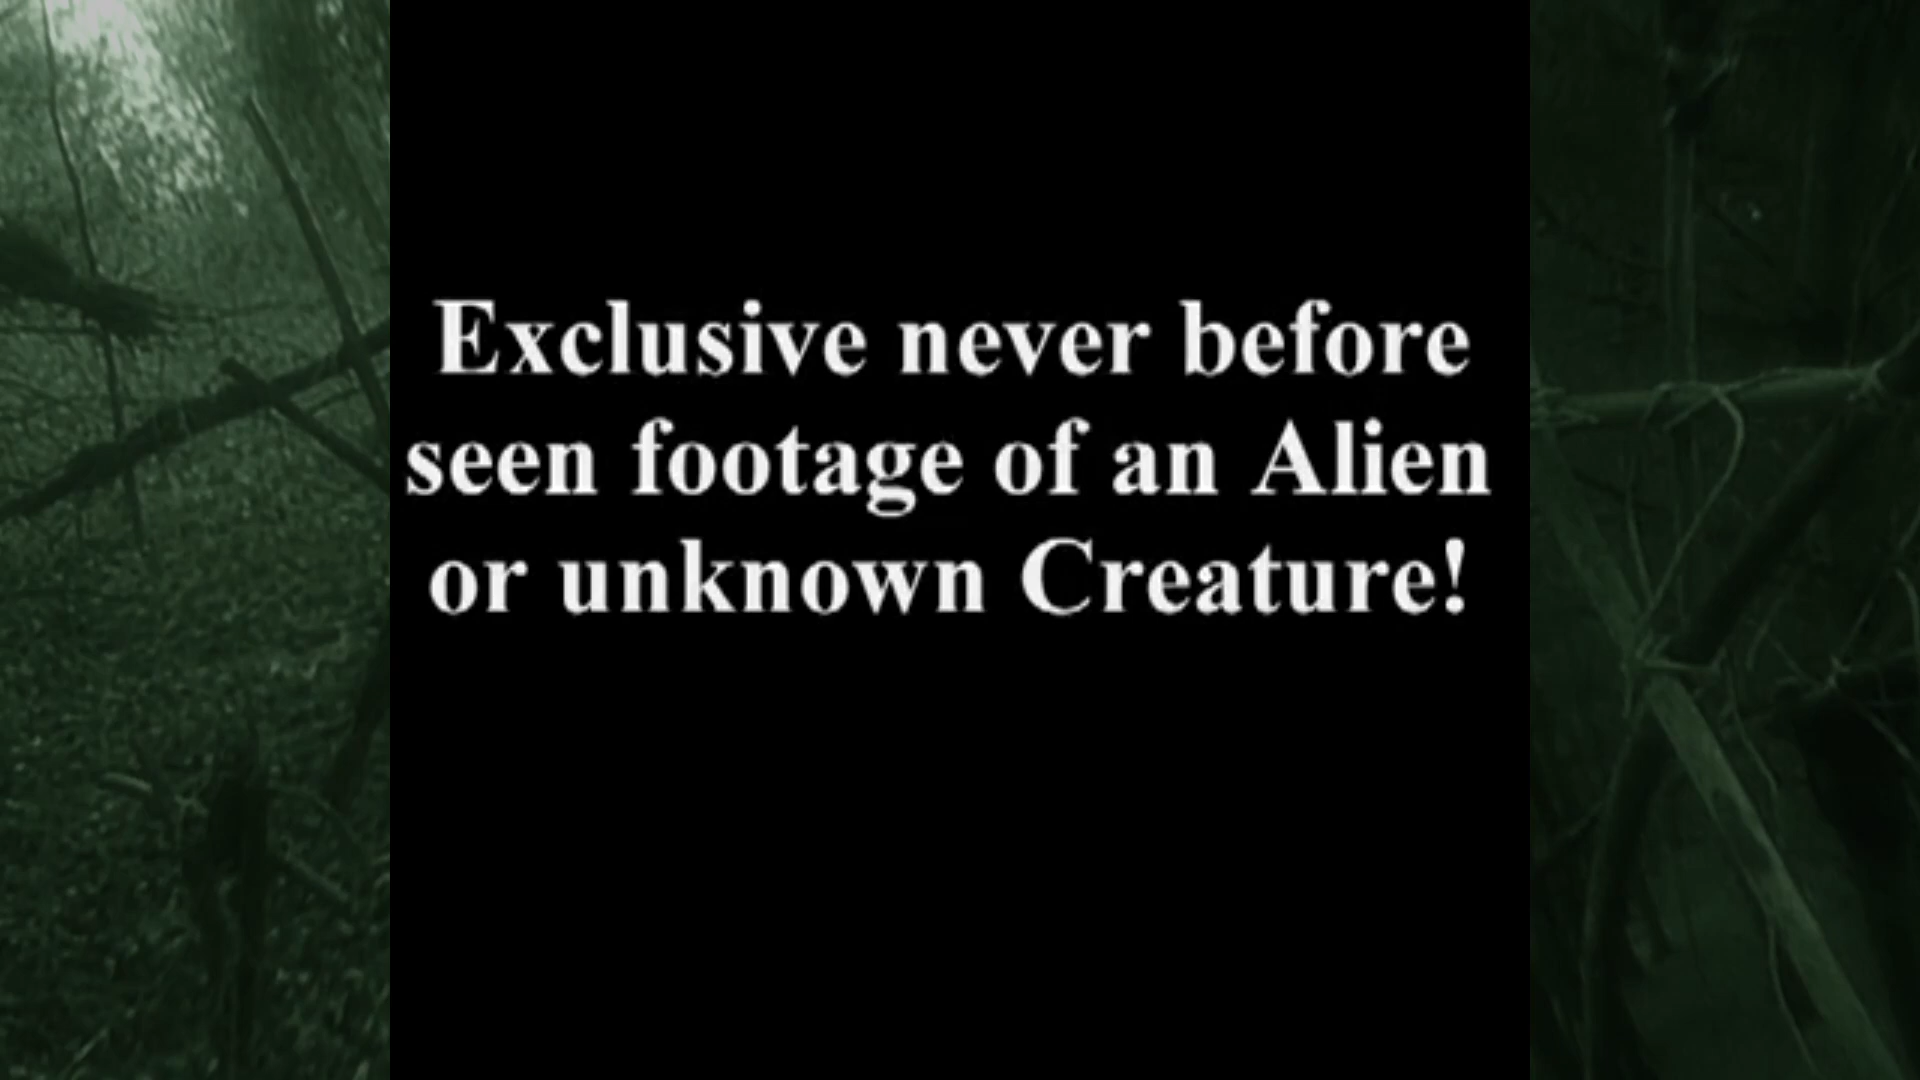 Exclusive never before
seen footage of an Alien
or unknown Creature!